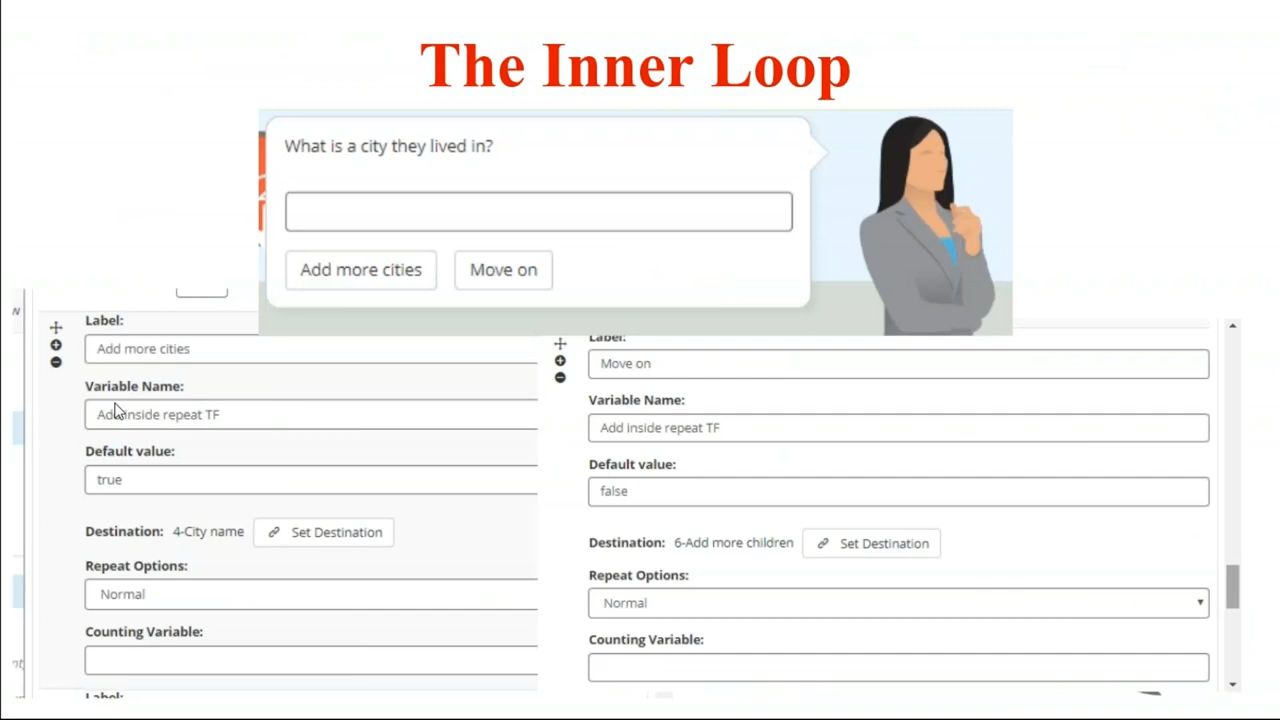 The Inner Loop
What is a city they lived in?
Add more cities
Move on
Label:
Add more cities
Variable Name:
Add inside repeat TF
Default value:
true
Destination: 4-City name Set Destination
Repeat Options:
Normal
Counting Variable:
Label:
Label:
Move on
Variable Name:
Add inside repeat TF
Default value:
false
Destination: 6-Add more children Set Destination
Repeat Options:
Normal
Counting Variable: